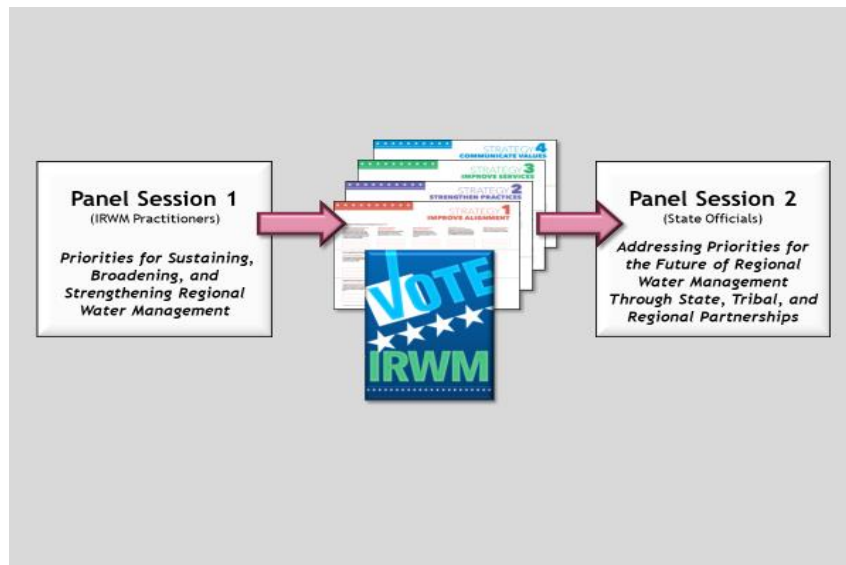 Panel Session 1
(IRWM Practitioners)
Priorities for Sustaining,
Broadening, and
Strengthening Regional
Water Management
STRATEGY 4
COMMUNICATE VALUES
STRATEGY 3
IMPROVE SERVICES
STRATEGY 2
STRENGTHEN PRACTICES
STRATEGY 1
IMPROVE ALIGNMENT
VOTE
IRWM
Panel Session 2
(State Officials)
Addressing Priorities for
the Future of Regional
Water Management
Through State, Tribal, and
Regional Partnerships